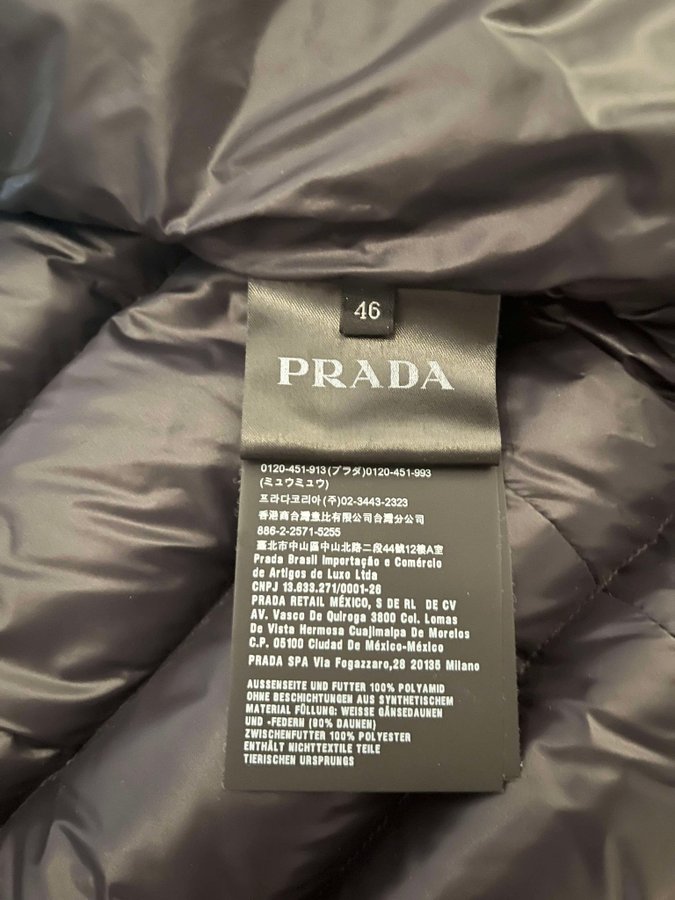 46
PRADA
0120-451-913(プラダ)0120-451-993
(ミュウミュウ)
프라다코리아(주)02-3443-2323
香港商台灣普比有限公司台灣分公司
886-2-2571-5255
臺北市中山區中山北路二段44號12樓A室
Prada Brasil Importação e Comércio
de Artigos de Luxo Ltda
CNPJ 13.633.271/0001-26
PRADA RETAIL MÉXICO, S DE RL DE CV
AV. Vasco De Quiroga 3800 Col. Lomas
De Vista Hermosa Cuajimalpa De Morelos
C.P. 05100 Ciudad De México-México
PRADA SPA Via Fogazzaro,28 20135 Milano
AUSSENSEITE UND FUTTER 100% POLYAMID
OHNE BESCHICHTUNGEN AUS SYNTHETISCHEM
MATERIAL FÜLLUNG: WEISSE GÄNSEDAUNEN
UND -FEDERN (90% DAUNEN)
ZWISCHENFUTTER 100% POLYESTER
ENTHÄLT NICHTTEXTILE TEILE
TIERISCHEN URSPRUNGS